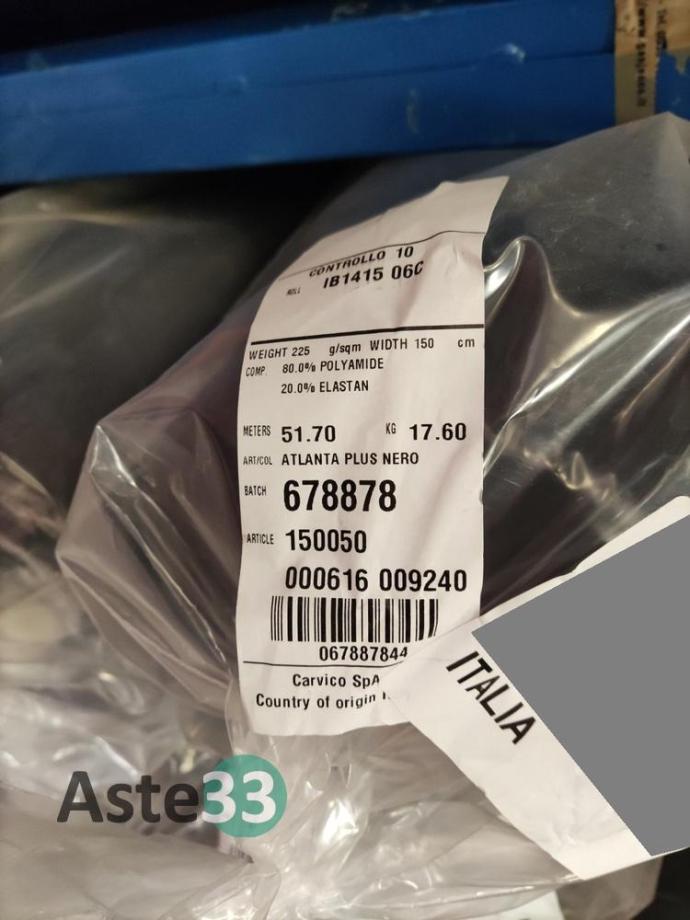 CONTROLLO 10
ROLL IB1415 06C
WEIGHT 225 g/sqm WIDTH 150 cm
COMP. 80.0% POLYAMIDE
20.0% ELASTAN
METERS 51.70 KG 17.60
ART/COL ATLANTA PLUS NERO
BATCH 678878
ARTICLE 150050
000616 009240
067887844
Carvico SpA
Country of origin
ITALIA
Aste33